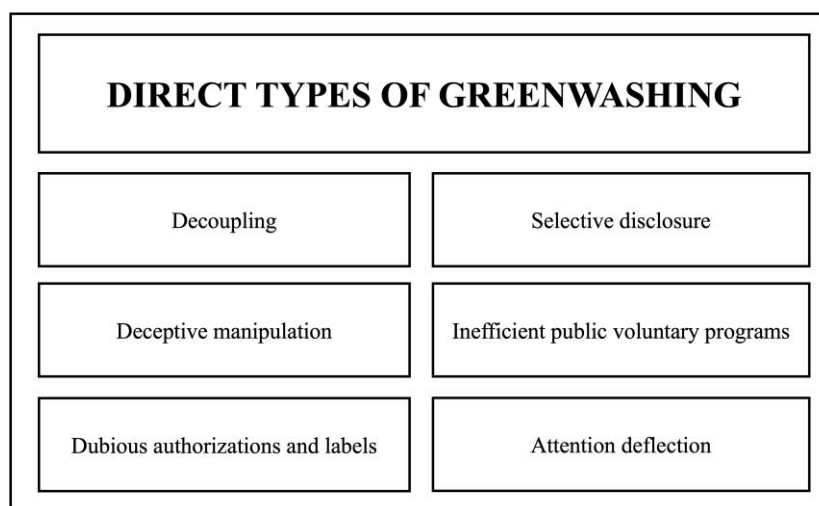 DIRECT TYPES OF GREENWASHING
Decoupling
Selective disclosure
Deceptive manipulation
Inefficient public voluntary programs
Dubious authorizations and labels
Attention deflection